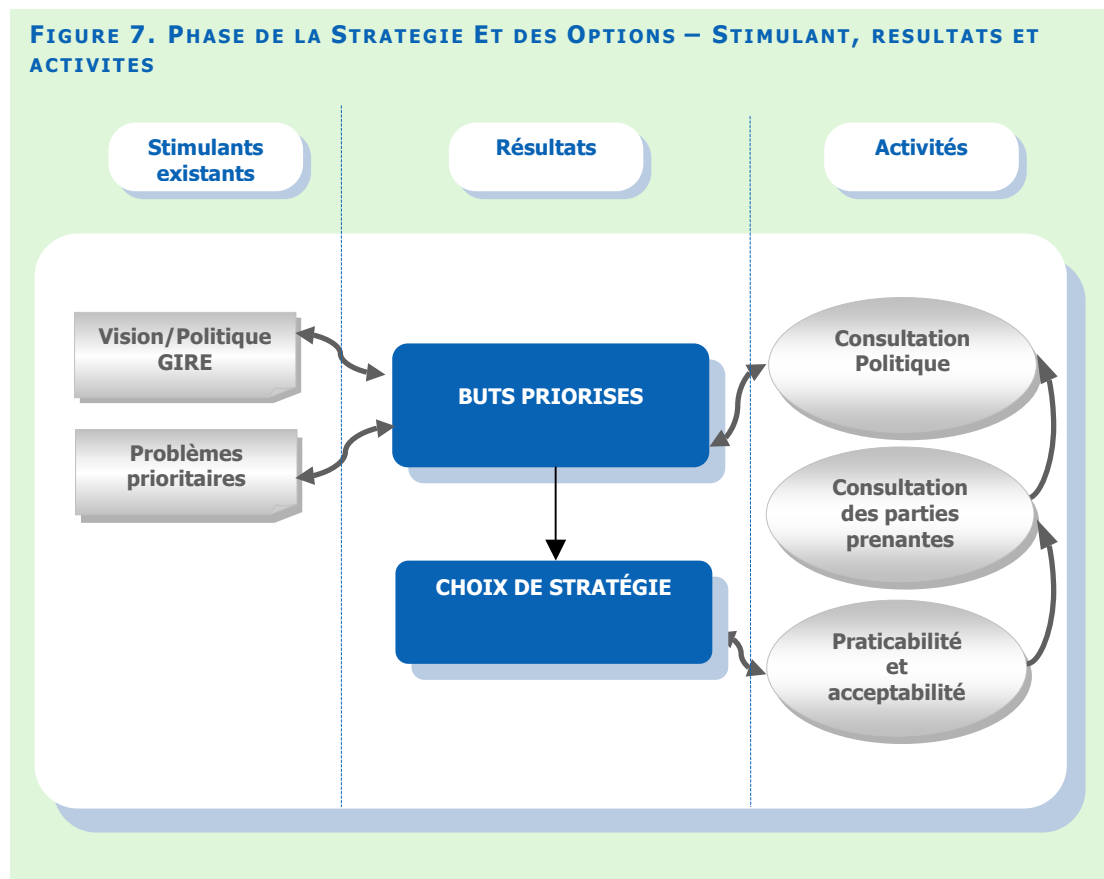 FIGURE 7. PHASE DE LA STRATEGIE ET DES OPTIONS – STIMULANT, RESULTATS ET
ACTIVITES
Stimulants
existants
Résultats
Activités
Vision/Politique
GIRE
Problèmes
prioritaires
BUTS PRIORISES
CHOIX DE STRATÉGIE
Consultation
Politique
Consultation
des parties
prenantes
Praticabilité
et
acceptabilité